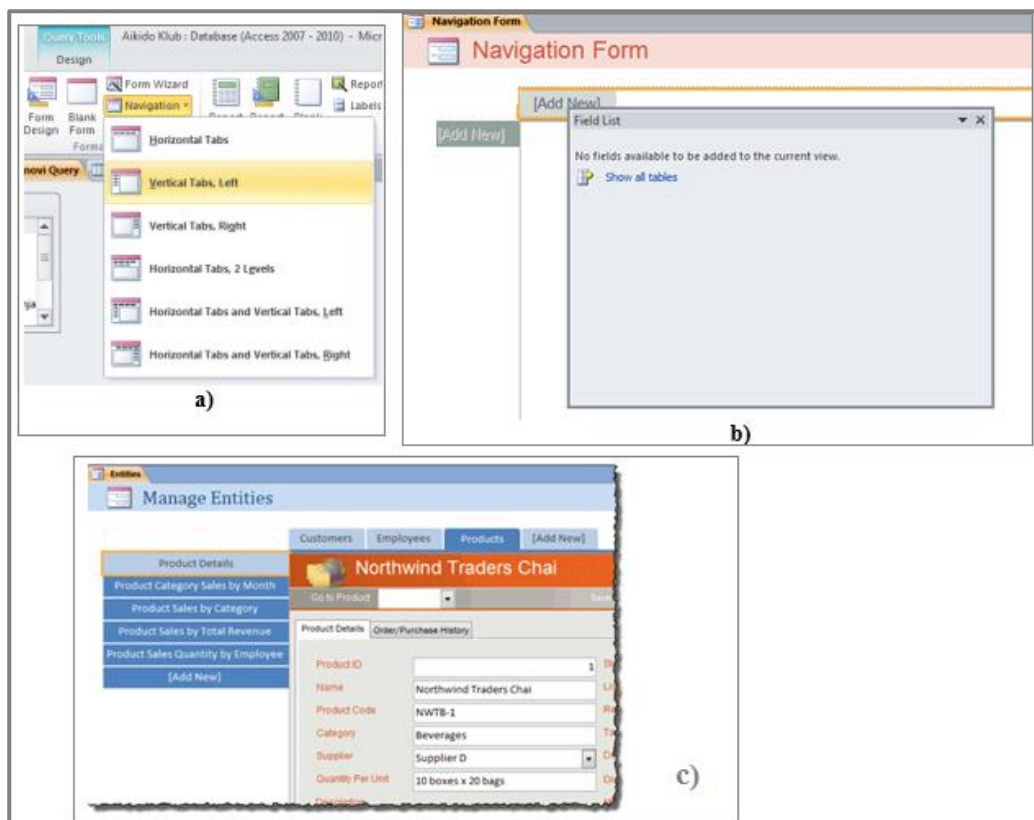 Query Tools
Aikido Klub : Database (Access 2007 - 2010) - Micr
Design
Form Wizard
Navigation
Repor
Labels
Form Design
Blank Form
Forms
novi Query
Horizontal Tabs
Vertical Tabs, Left
Vertical Tabs, Right
Horizontal Tabs, 2 Levels
Horizontal Tabs and Vertical Tabs, Left
Horizontal Tabs and Vertical Tabs, Right
a)
Navigation Form
Navigation Form
[Add New]
[Add New]
Field List
No fields available to be added to the current view.
Show all tables
b)
Entities
Manage Entities
Customers Employees Products [Add New]
Product Details
Product Category Sales by Month
Product Sales by Category
Product Sales by Total Revenue
Product Sales Quantity by Employee
[Add New]
Northwind Traders Chai
Go to Product
Product Details Order/Purchase History
Product ID 1
Name Northwind Traders Chai
Product Code NWTB-1
Category Beverages
Supplier Supplier D
Quantity Per Unit 10 boxes x 20 bags
c)